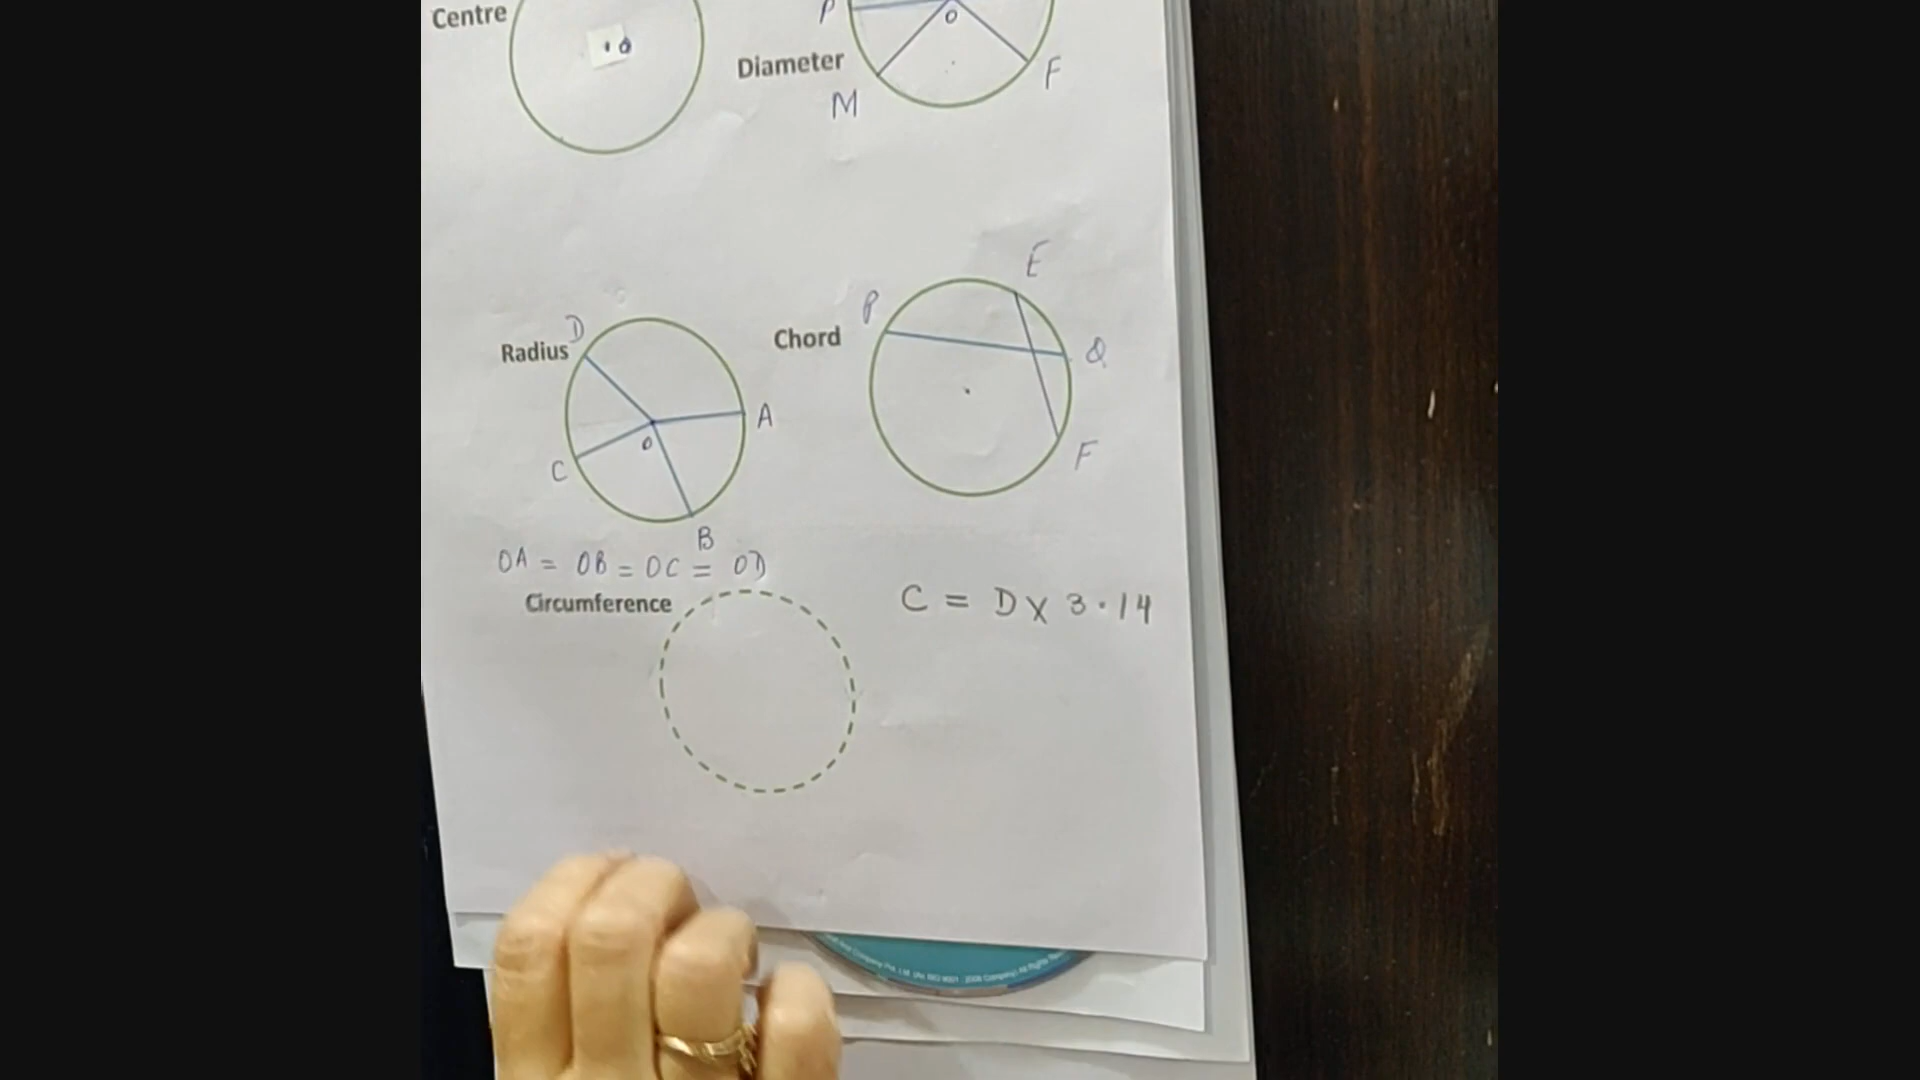 Centre
O
P
O
Diameter
F
M
E
P
D
Radius
Chord
Q
A
O
C
F
B
OA = OB = OC = OD
Circumference
C = D X 3.14